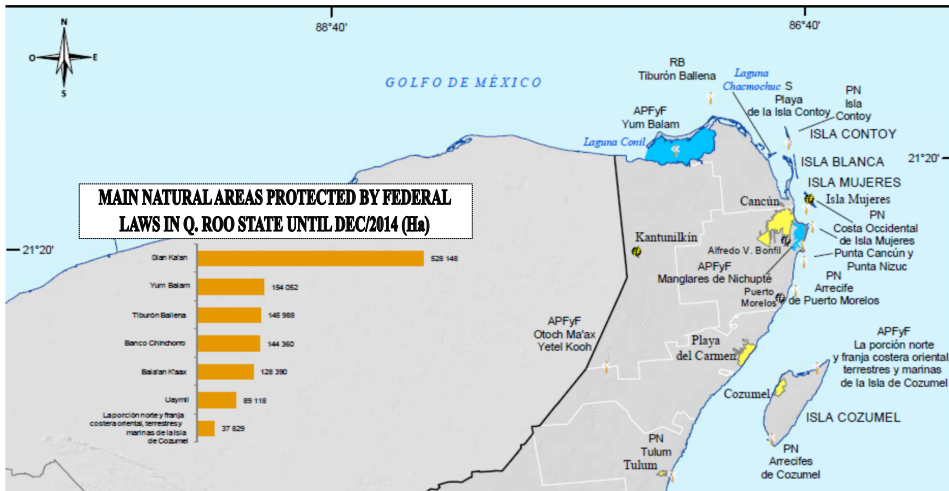 88°40'
86°40'
N
O
E
S
GOLFO DE MÉXICO
RB
Tiburón Ballena
Laguna
Chacmochuc
S
Playa
de la Isla Contoy
PN
Isla
Contoy
ISLA CONTOY
APFyF
Yum Balam
Laguna Conil
ISLA BLANCA
21°20'
ISLA MUJERES
Isla Mujeres
MAIN NATURAL AREAS PROTECTED BY FEDERAL
LAWS IN Q. ROO STATE UNTIL DEC/2014 (Ha)
Cancún
PN
Costa Occidental
de Isla Mujeres
Punta Cancún y
Punta Nizuc
21°20'
Kantunilkín
Alfredo V. Bonfil
APFyF
Manglares de Nichupté
Sian Ka'an
528 148
Yum Balam
154 052
Tiburón Ballena
145 988
Banco Chinchorro
144 360
Bala'an K'aax
128 390
Uaymil
89 118
La porción norte y franja
costera oriental, terrestres y
marinas de la Isla
de Cozumel
37 829
Puerto
Morelos
PN
Arrecife
de Puerto Morelos
APFyF
Otoch Ma'ax
Yetel Kooh
Playa
del Carmen
APFyF
La porción norte
y franja costera oriental
terrestres y marinas
de la Isla de Cozumel
Cozumel
ISLA COZUMEL
PN
Tulum
Tulum
PN
Arrecifes
de Cozumel